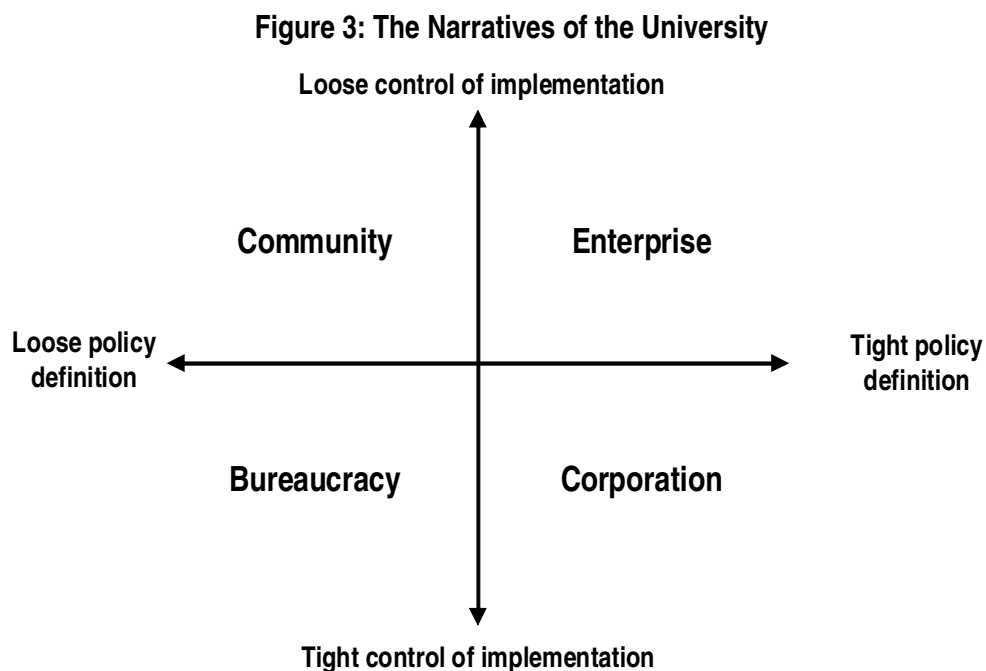 Figure 3: The Narratives of the University
Loose control of implementation
Community
Enterprise
Loose policy
definition
Tight policy
definition
Bureaucracy
Corporation
Tight control of implementation